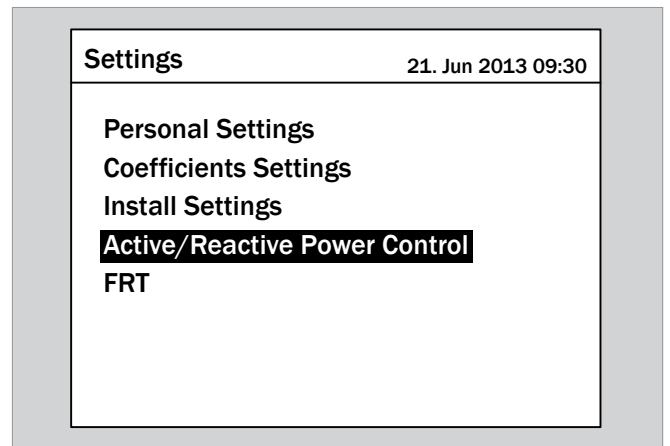 Settings
21. Jun 2013 09:30
Personal Settings
Coefficients Settings
Install Settings
Active/Reactive Power Control
FRT